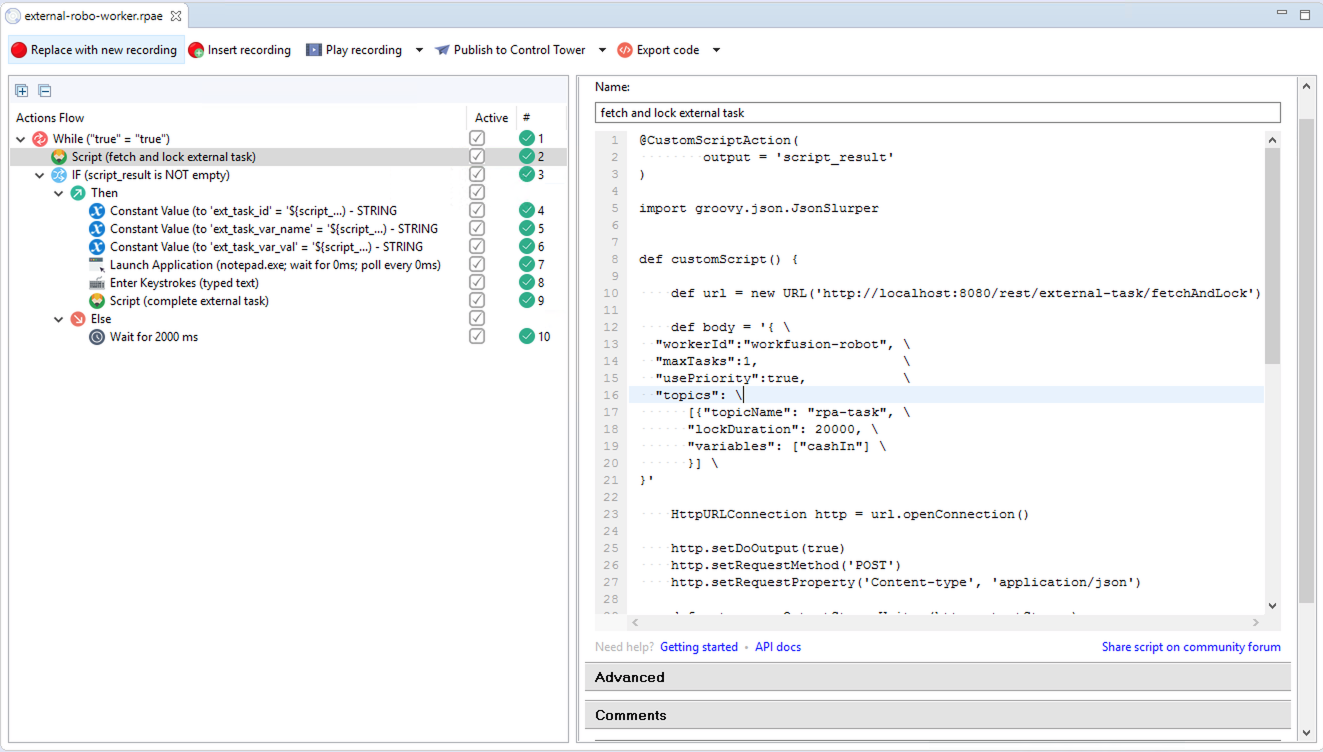 external-robo-worker.rpae
Replace with new recording Insert recording Play recording Publish to Control Tower Export code
Actions Flow Active #
While ("true" = "true") 1
Script (fetch and lock external task) 2
IF (script_result is NOT empty) 3
Then
Constant Value (to 'ext_task_id' = '${script_...) - STRING 4
Constant Value (to 'ext_task_var_name' = '${script_...) - STRING 5
Constant Value (to 'ext_task_var_val' = '${script_...) - STRING 6
Launch Application (notepad.exe; wait for 0ms; poll every 0ms) 7
Enter Keystrokes (typed text) 8
Script (complete external task) 9
Else
Wait for 2000 ms 10
Name:
fetch and lock external task
1 @CustomScriptAction(
2 output = 'script_result'
3 )
4
5 import groovy.json.JsonSlurper
6
7
8 def customScript() {
9
10 def url = new URL('http://localhost:8080/rest/external-task/fetchAndLock')
11
12 def body = '{ \
13 "workerId":"workfusion-robot", \
14 "maxTasks":1, \
15 "usePriority":true, \
16 "topics": \
17 [{"topicName": "rpa-task", \
18 "lockDuration": 20000, \
19 "variables": ["cashIn"] \
20 }] \
21 }'
22
23 HttpURLConnection http = url.openConnection()
24
25 http.setDoOutput(true)
26 http.setRequestMethod('POST')
27 http.setRequestProperty('Content-type', 'application/json')
28
Need help? Getting started • API docs Share script on community forum
Advanced
Comments